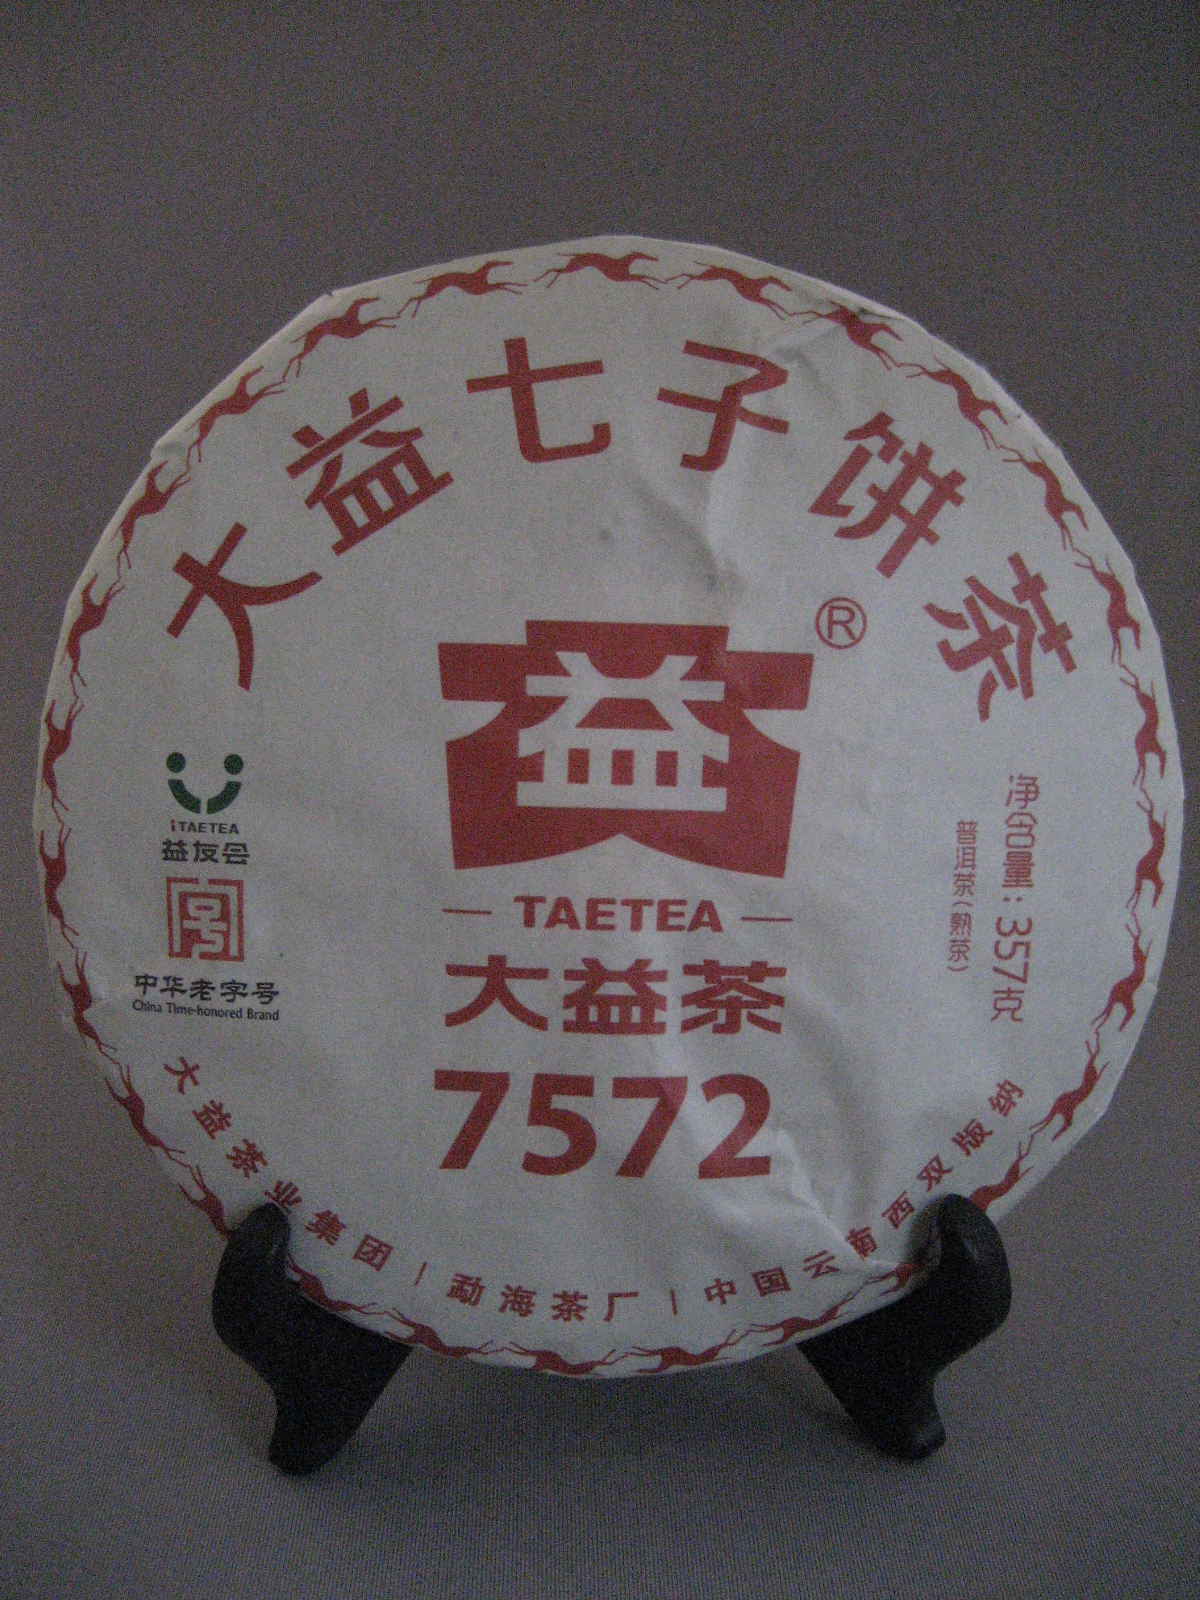 大益七子饼茶
益
®
TAETEA
大益茶
7572
iTAETEA
益友会
号
中华老字号
China Time-honored Brand
净含量:357克
普洱茶(熟茶)
大益茶业集团 | 勐海茶厂 | 中国云南西双版纳